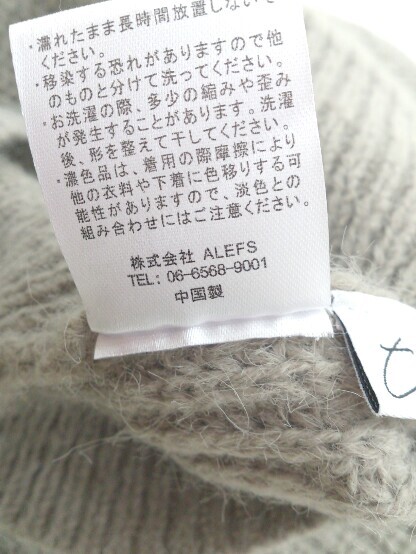 ・濡れたまま長時間放置しないで
ください。
・移染する恐れがありますので他
のものと分けて洗ってください。
・お洗濯の際、多少の縮みや歪み
が発生することがあります。洗濯
後、形を整えて干してください。
・濃色品は、着用の際摩擦により
他の衣料や下着に色移りする可
能性がありますので、淡色との
組み合わせにはご注意ください。
株式会社 ALEFS
TEL: 06-6568-9001
中国製